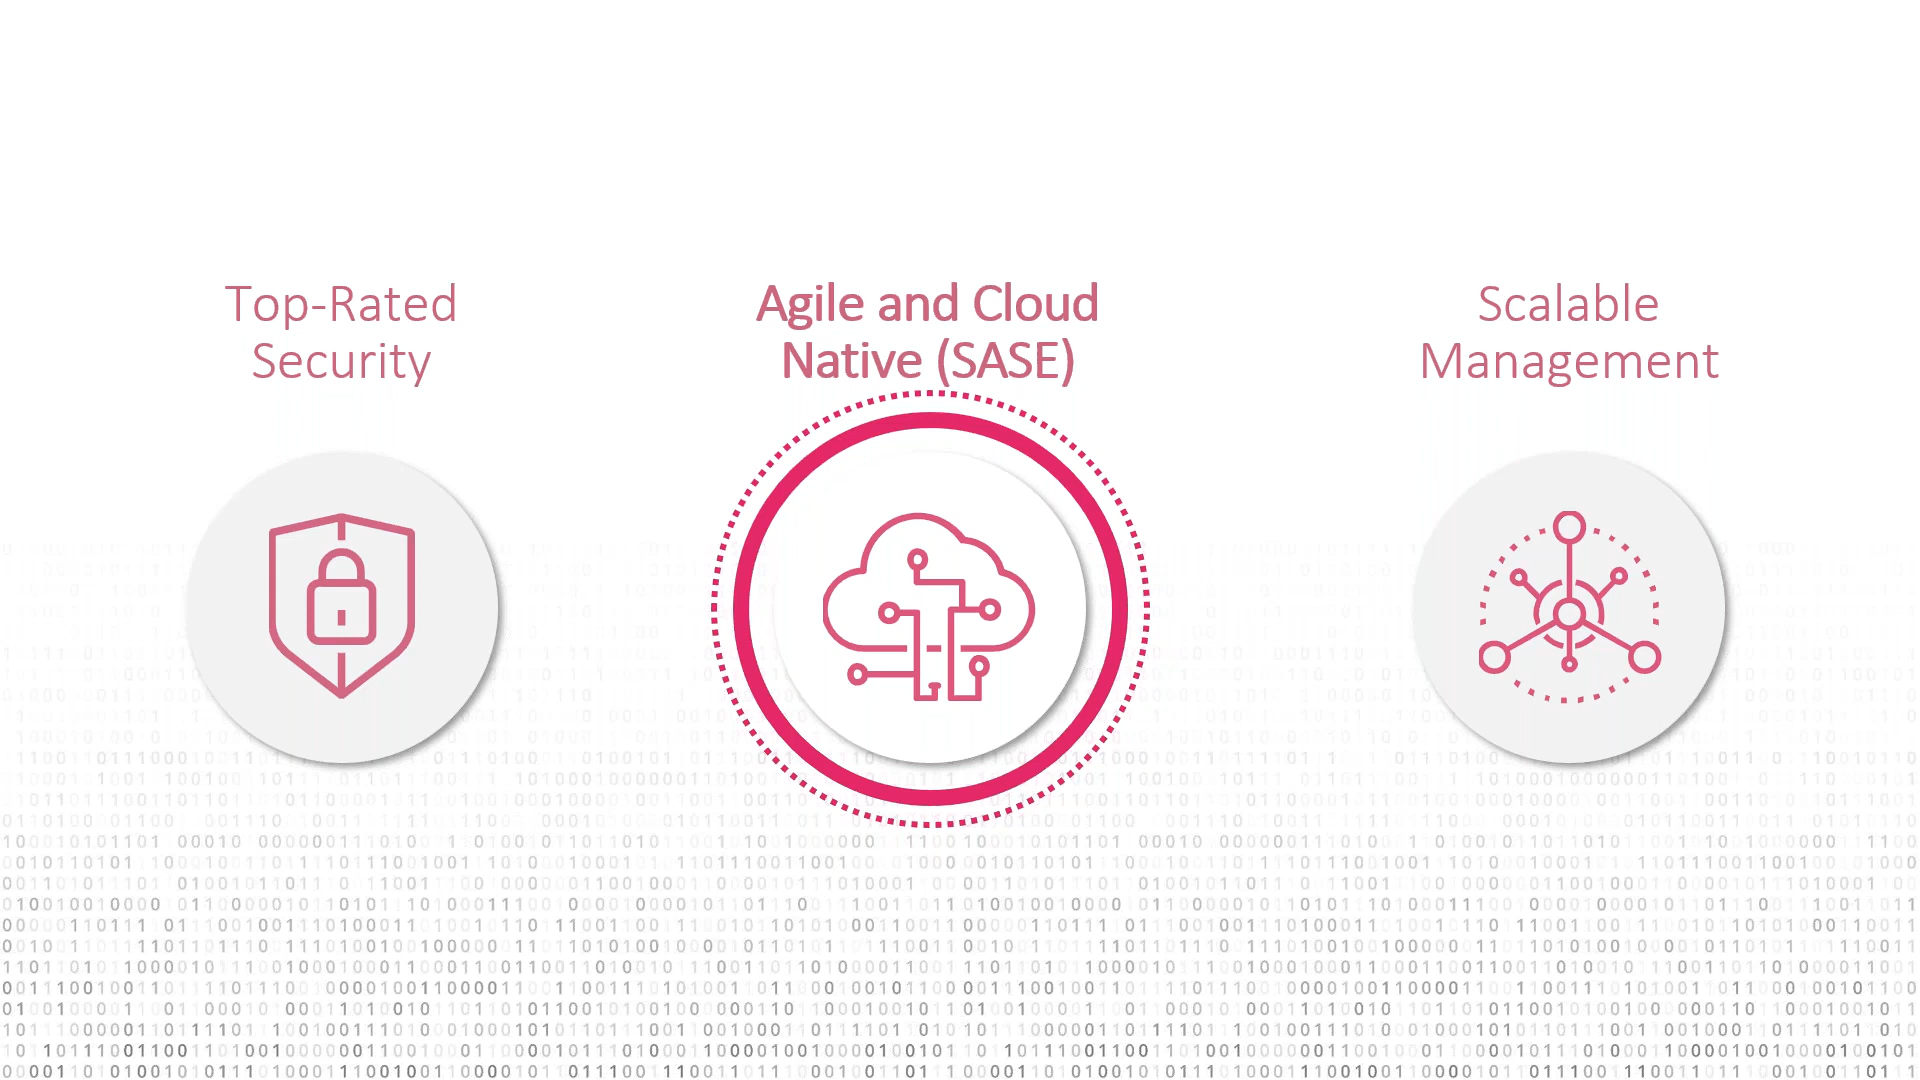 Top-Rated
Security
Agile and Cloud
Native (SASE)
Scalable
Management